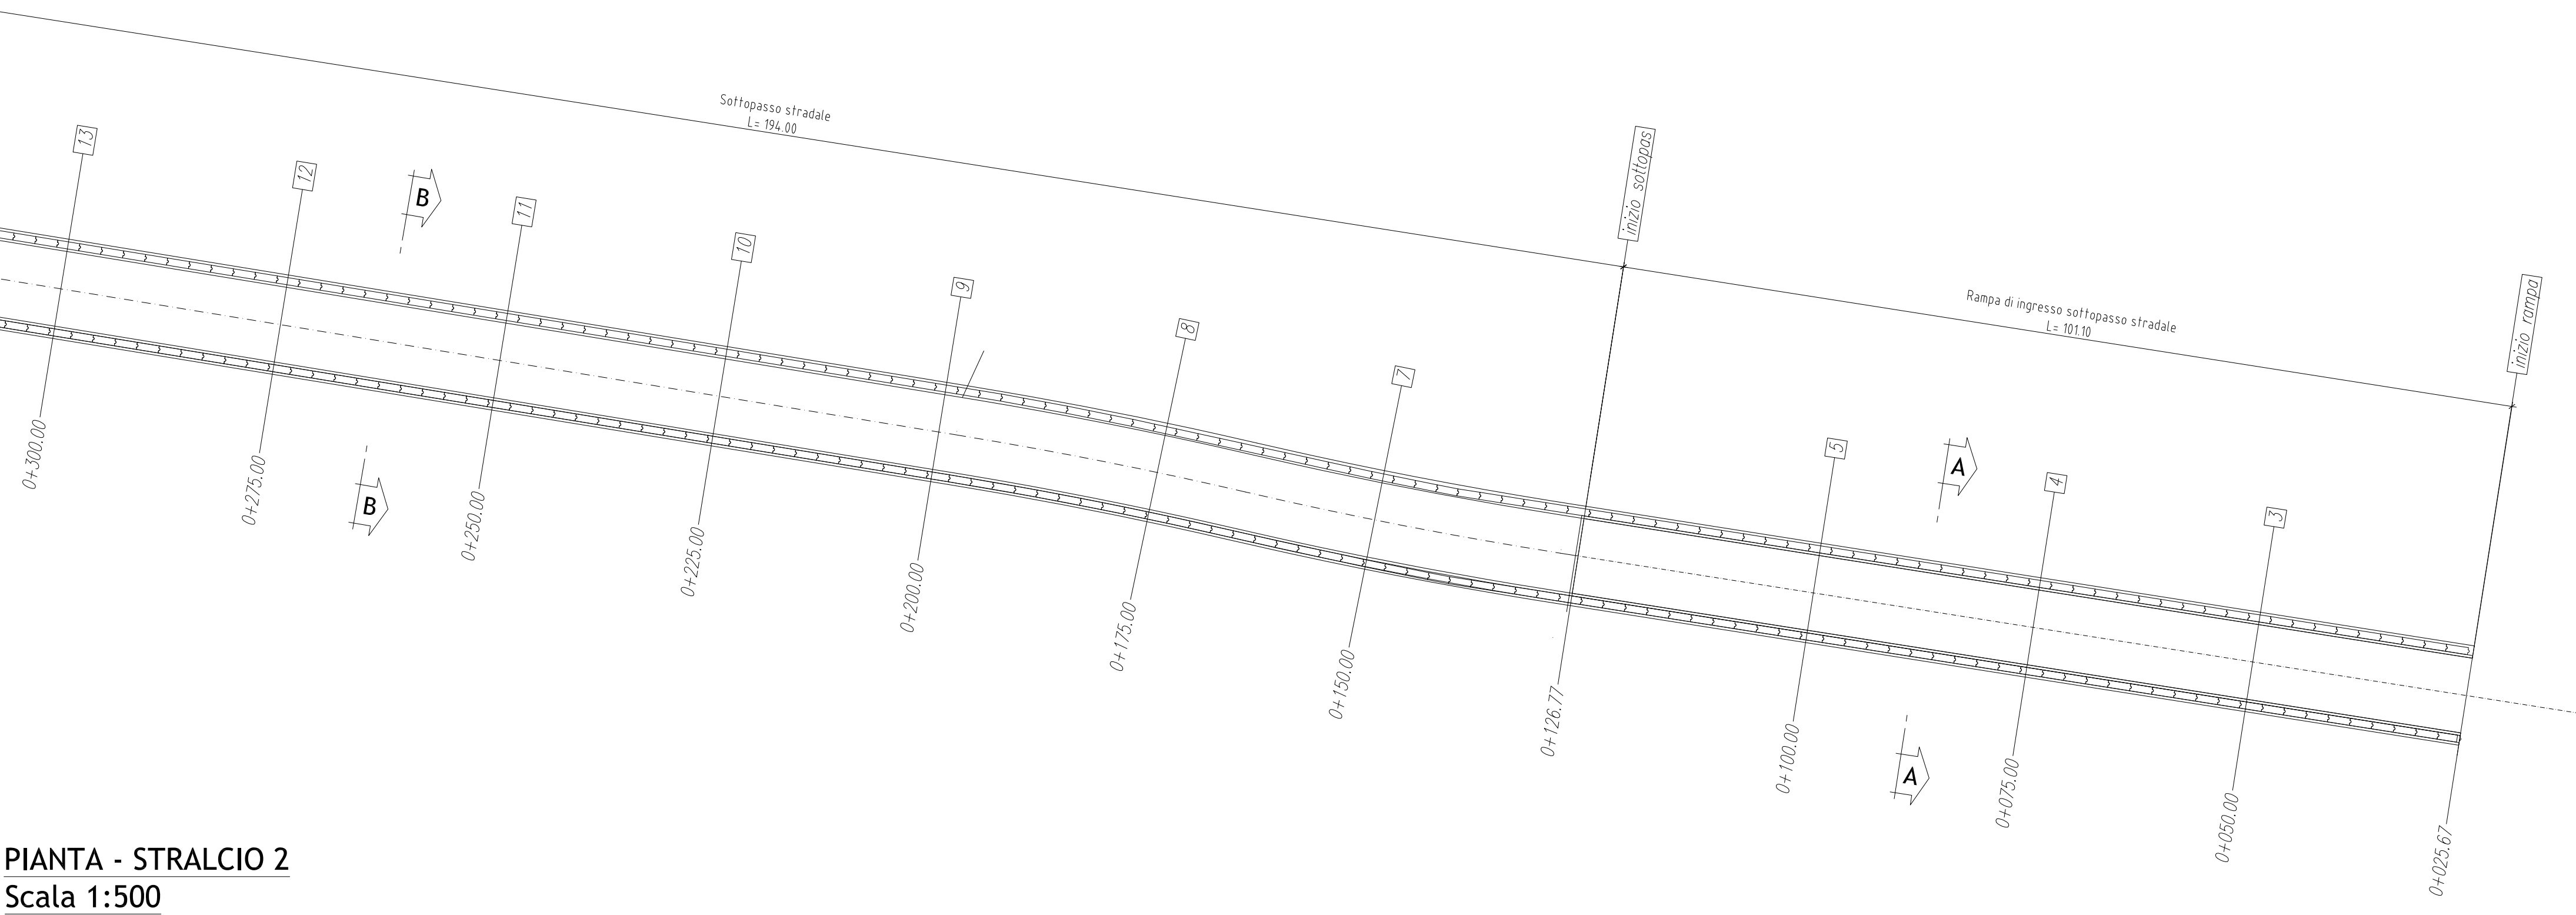 Sottopasso stradale
L= 194.00
inizio sottopas
Rampa di ingresso sottopasso stradale
L= 101.10
inizio rampa
13
12
11
10
9
8
7
5
4
3
B
B
A
A
0+300.00
0+275.00
0+250.00
0+225.00
0+200.00
0+175.00
0+150.00
0+126.77
0+100.00
0+075.00
0+050.00
0+025.67
PIANTA - STRALCIO 2
Scala 1:500